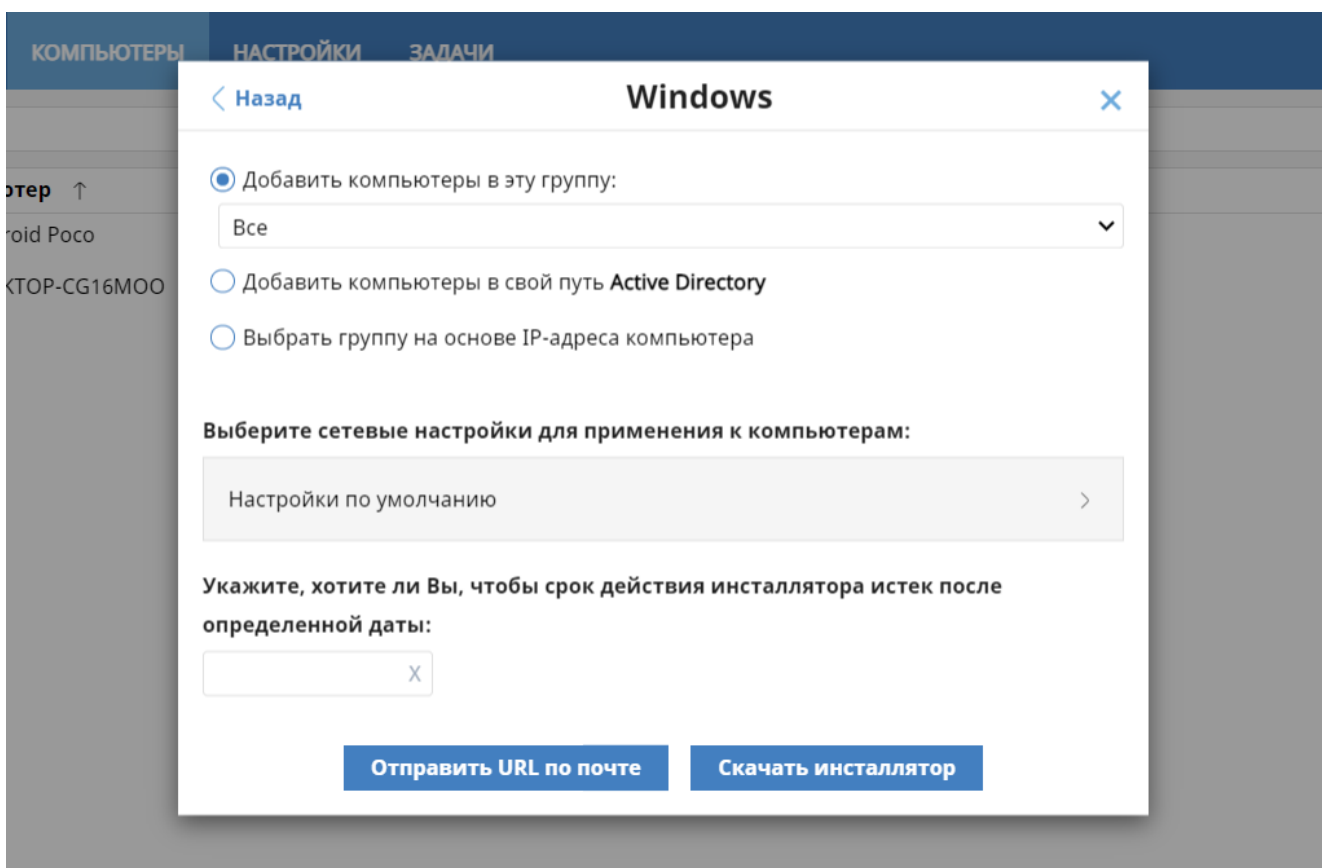 КОМПЬЮТЕРЫ НАСТРОЙКИ ЗАДАЧИ
Назад Windows
Добавить компьютеры в эту группу:
ютер ↑
Все
roid Poco
Добавить компьютеры в свой путь Active Directory
KTOP-CG16MOO
Выбрать группу на основе IP-адреса компьютера
Выберите сетевые настройки для применения к компьютерам:
Настройки по умолчанию
Укажите, хотите ли Вы, чтобы срок действия инсталлятора истек после
определенной даты:
X
Отправить URL по почте Скачать инсталлятор